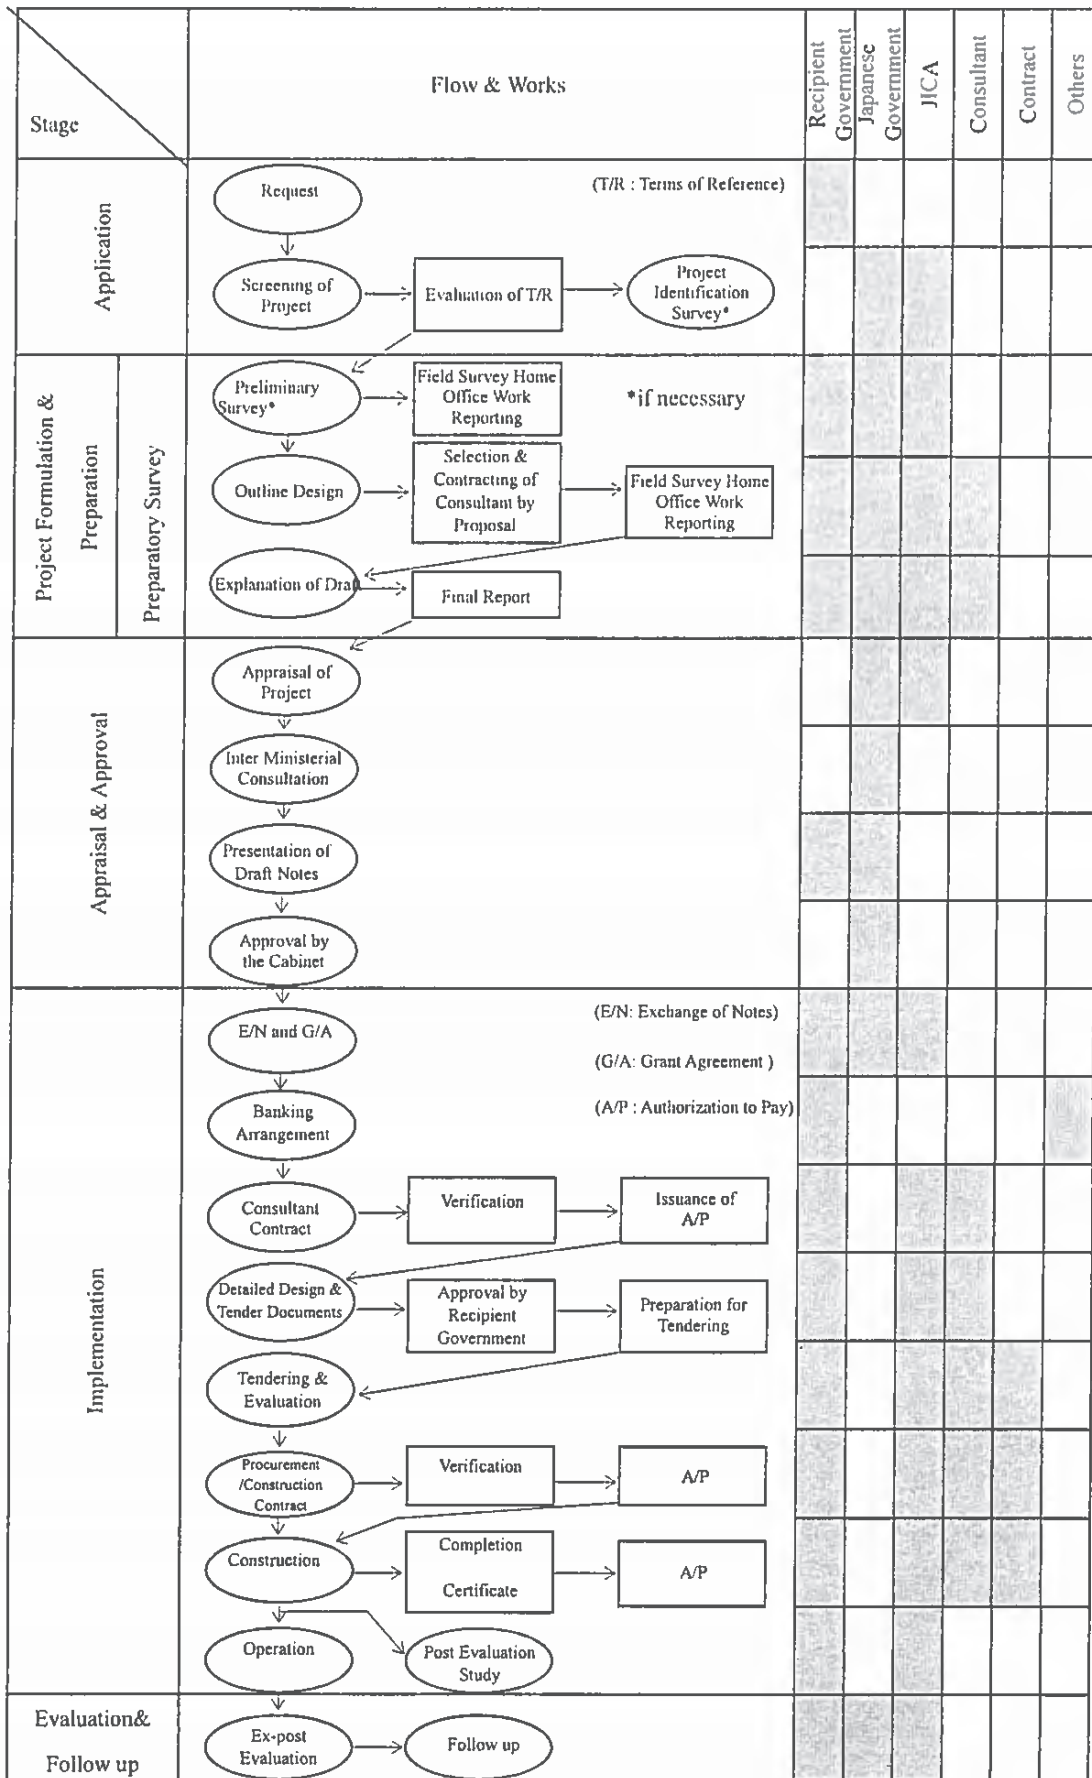 Stage
Flow & Works
Recipient
Government
Japanese
Government
JICA
Consultant
Contract
Others
Application
Request
(T/R : Terms of Reference)
Screening of
Project
Evaluation of T/R
Project
Identification
Survey*
Project Formulation &
Preparation
Preparatory Survey
Preliminary
Survey*
Field Survey Home
Office Work
Reporting
*if necessary
Outline Design
Selection &
Contracting of
Consultant by
Proposal
Field Survey Home
Office Work
Reporting
Explanation of Draft
Final Report
Appraisal & Approval
Appraisal of
Project
Inter Ministerial
Consultation
Presentation of
Draft Notes
Approval by
the Cabinet
Implementation
E/N and G/A
(E/N: Exchange of Notes)
(G/A: Grant Agreement )
(A/P : Authorization to Pay)
Banking
Arrangement
Consultant
Contract
Verification
Issuance of
A/P
Detailed Design &
Tender Documents
Approval by
Recipient
Government
Preparation for
Tendering
Tendering &
Evaluation
Procurement
/Construction
Contract
Verification
A/P
Construction
Completion
Certificate
A/P
Operation
Post Evaluation
Study
Evaluation&
Follow up
Ex-post
Evaluation
Follow up